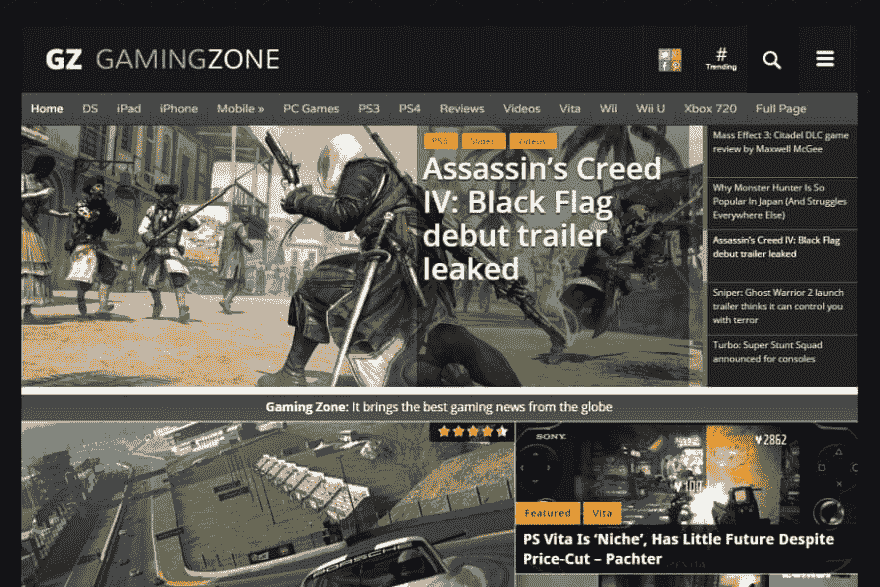 GZ GAMINGZONE
#
Trending
Home DS iPad iPhone Mobile » PC Games PS3 PS4 Reviews Videos Vita Wii Wii U Xbox 720 Full Page
PS3 Slider Videos
Assassin's Creed
IV: Black Flag
debut trailer
leaked
Mass Effect 3: Citadel DLC game
review by Maxwell McGee
Why Monster Hunter Is So
Popular In Japan (And Struggles
Everywhere Else)
Assassin's Creed IV: Black Flag
debut trailer leaked
Sniper: Ghost Warrior 2 launch
trailer thinks it can control you
with terror
Turbo: Super Stunt Squad
announced for consoles
Gaming Zone: It brings the best gaming news from the globe
PORSCHE
SONY
2862
100
Featured Vita
PS Vita Is ‘Niche’, Has Little Future Despite
Price-Cut – Pachter